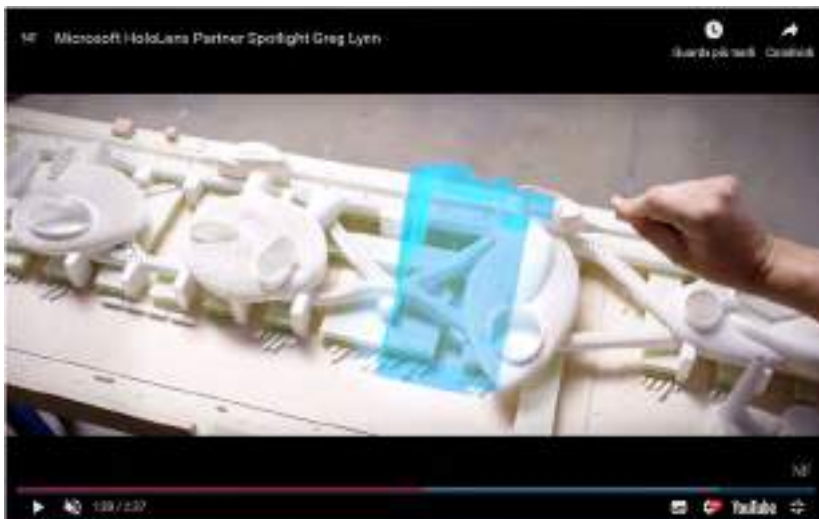 Microsoft HoloLens Partner Spotlight Greg Lynn
Guarda più tardi Condividi
YouTube